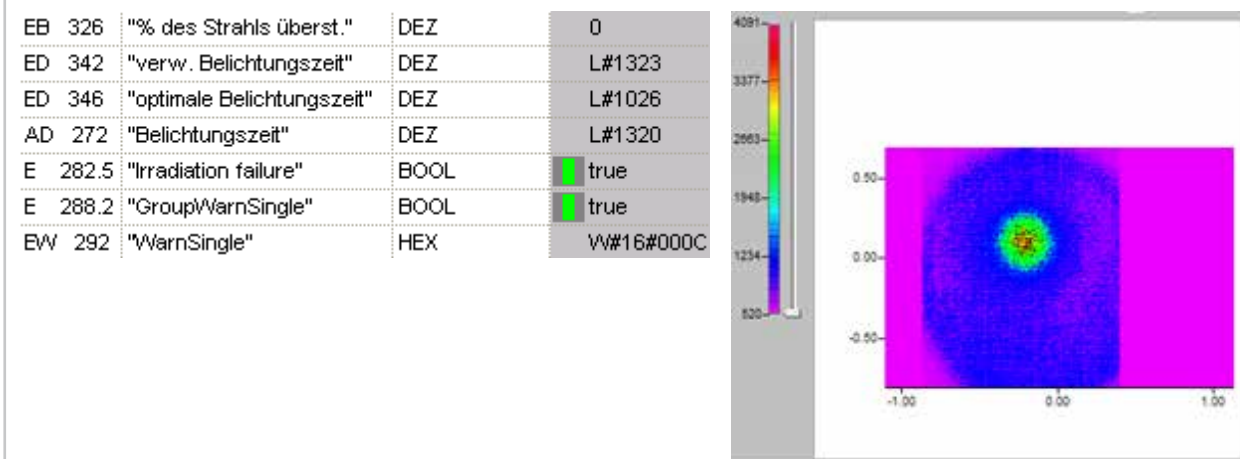 EB 326 "% des Strahls überst." DEZ 0
ED 342 "verw. Belichtungszeit" DEZ L#1323
ED 346 "optimale Belichtungszeit" DEZ L#1026
AD 272 "Belichtungszeit" DEZ L#1320
E 282.5 "Irradiation failure" BOOL true
E 288.2 "GroupWarnSingle" BOOL true
EW 292 "WarnSingle" HEX W#16#000C
4091
3377
2663
1948
1234
520
0.50
0.00
-0.50
-1.00 0.00 1.00